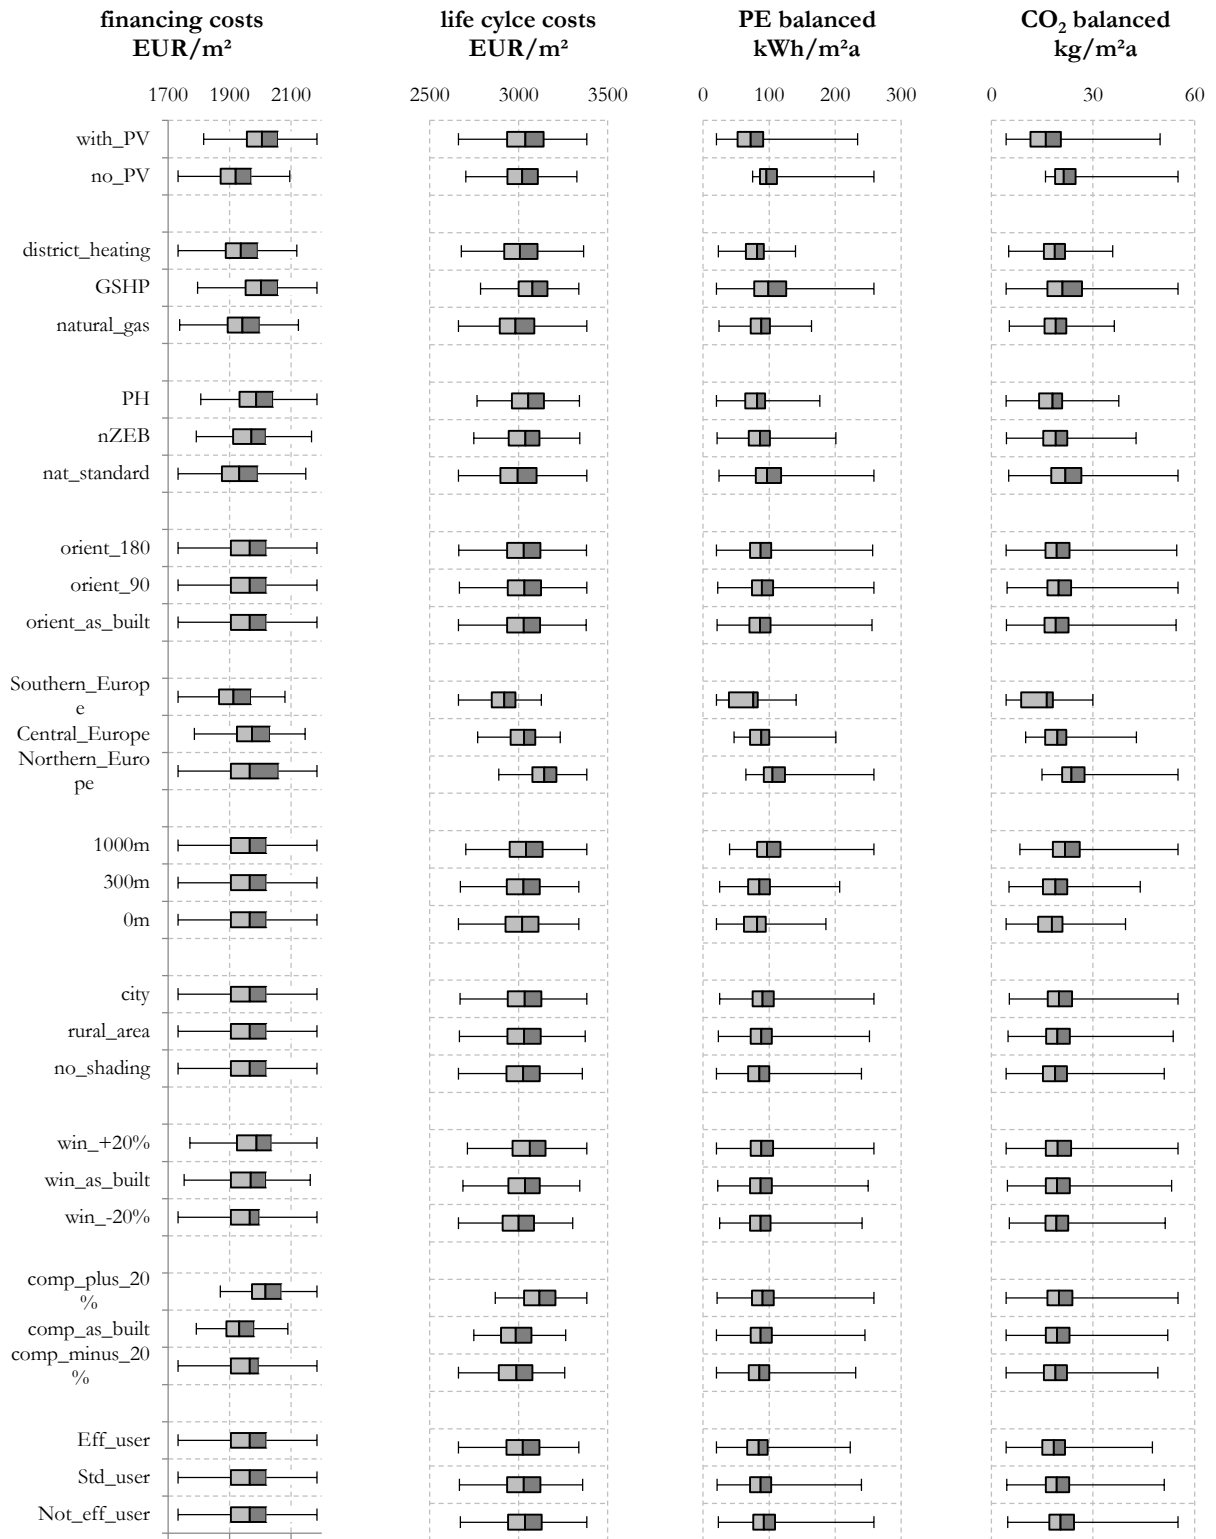 financing costs
EUR/m²
life cylce costs
EUR/m²
PE balanced
kWh/m²a
CO₂ balanced
kg/m²a
1700 1900 2100
2500 3000 3500
0 100 200 300
0 30 60
with_PV
no_PV
district_heating
GSHP
natural_gas
PH
nZEB
nat_standard
orient_180
orient_90
orient_as_built
Southern_Europ
e
Central_Europe
Northern_Euro
pe
1000m
300m
0m
city
rural_area
no_shading
win_+20%
win_as_built
win_-20%
comp_plus_20
%
comp_as_built
comp_minus_20
%
Eff_user
Std_user
Not_eff_user